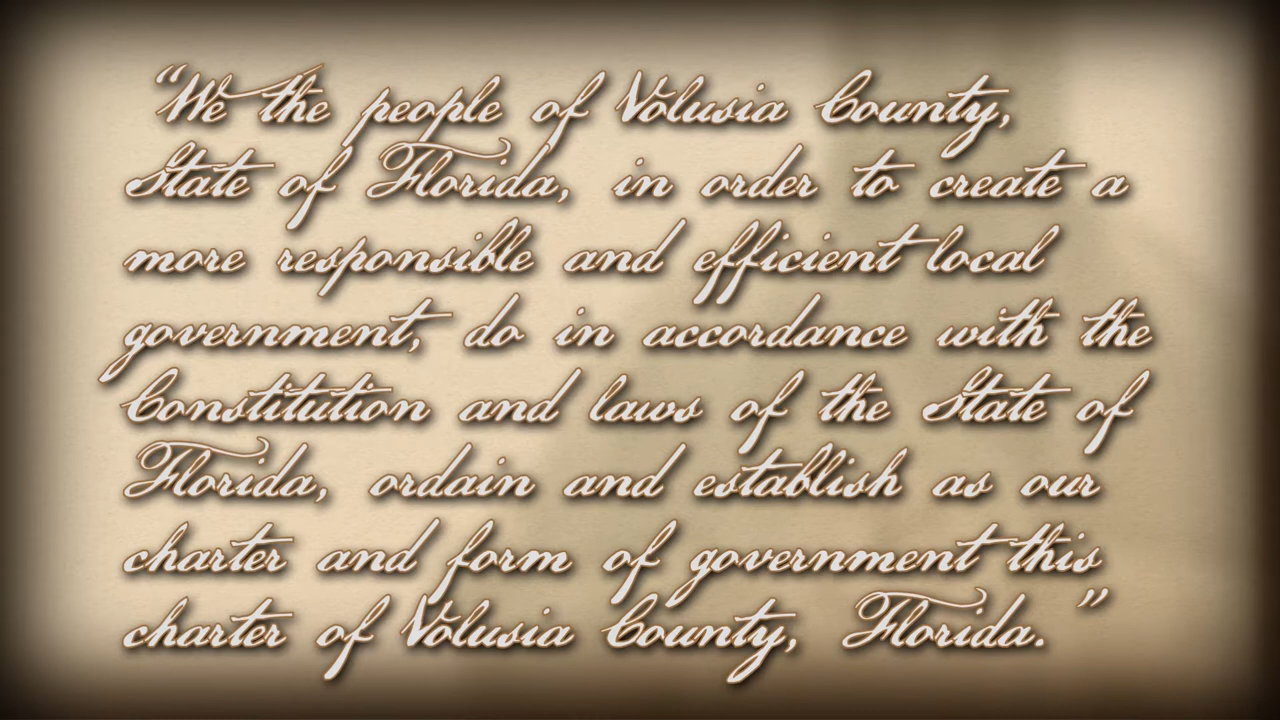 “We the people of Volusia County,
State of Florida, in order to create a
more responsible and efficient local
government, do in accordance with the
Constitution and laws of the State of
Florida, ordain and establish as our
charter and form of government this
charter of Volusia County, Florida.”